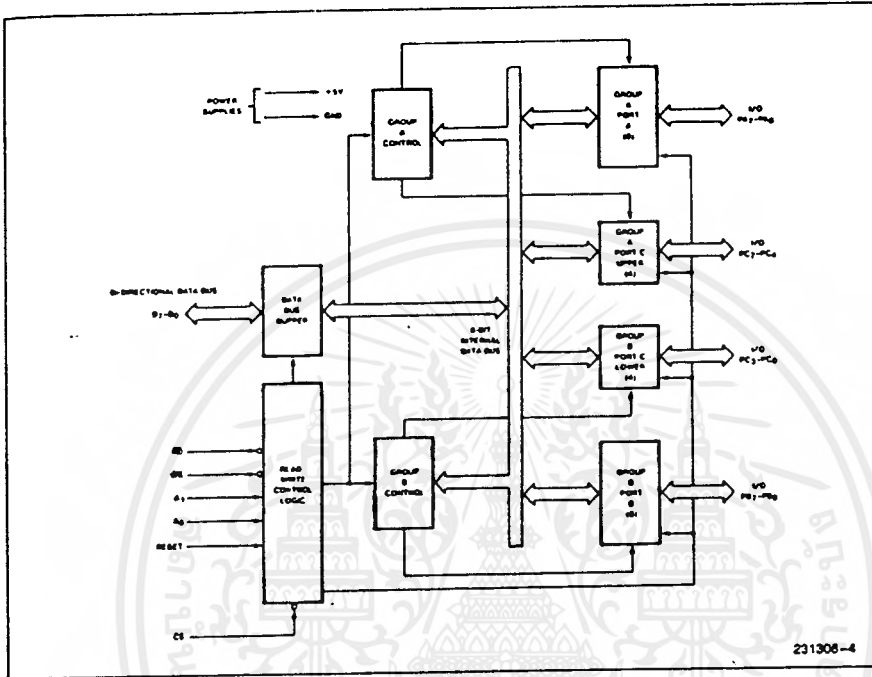 POWER
SUPPLIES
+5V
GND
GROUP
A
CONTROL
GROUP
A
PORT
A
(8)
I/O
PA7-PA0
GROUP
A
PORT C
UPPER
(4)
I/O
PC7-PC4
BI-DIRECTIONAL DATA BUS
D7-D0
DATA
BUS
BUFFER
8-BIT
INTERNAL
DATA BUS
GROUP
B
PORT C
LOWER
(4)
I/O
PC3-PC0
RD
WR
A1
A0
RESET
READ
WRITE
CONTROL
LOGIC
GROUP
B
CONTROL
GROUP
B
PORT
B
(8)
I/O
PB7-PB0
CS
231308-4